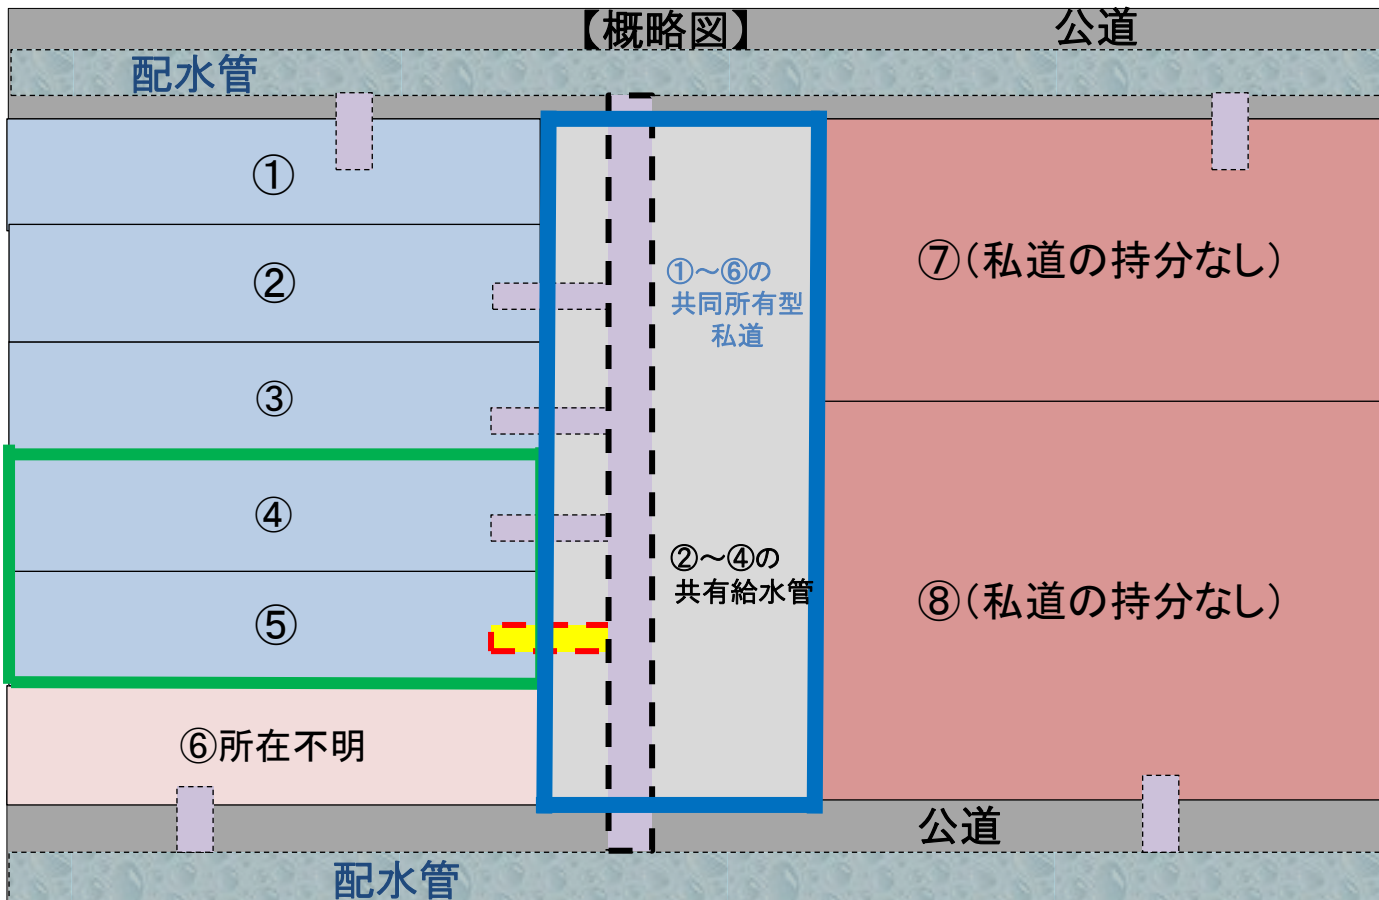 【概略図】
公道
配水管
①
②
③
④
⑤
⑥所在不明
①～⑥の
共同所有型
私道
②～④の
共有給水管
⑦(私道の持分なし)
⑧(私道の持分なし)
公道
配水管